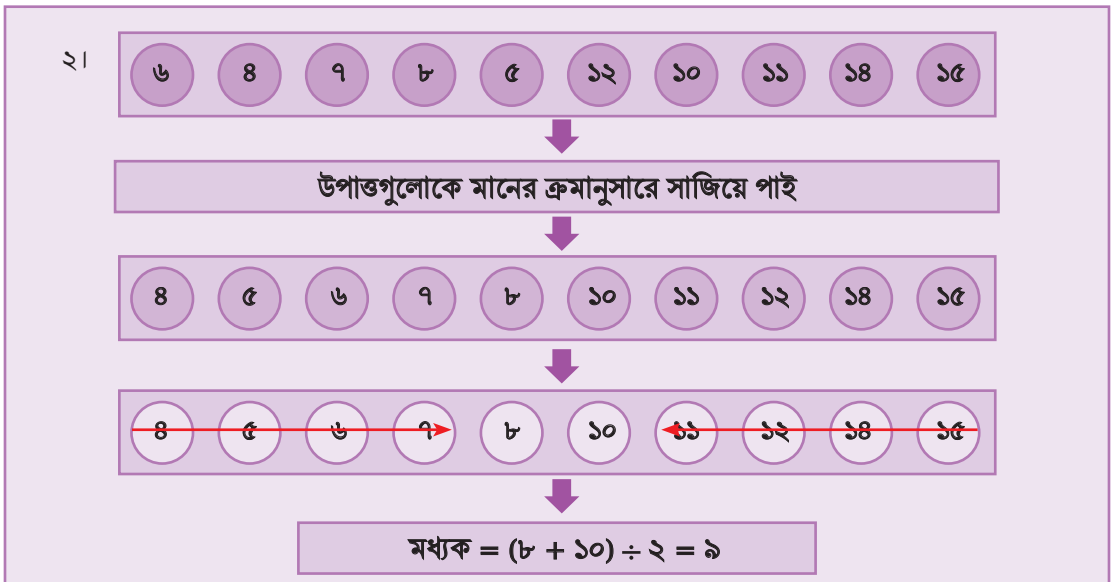 ২। ৬ ৪ ৭ ৮ ৫ ১২ ১০ ১১ ১৪ ১৫
উপাত্তগুলোকে মানের ক্রমানুসারে সাজিয়ে পাই
৪ ৫ ৬ ৭ ৮ ১০ ১১ ১২ ১৪ ১৫
৪ ৫ ৬ ৭ ৮ ১০ ১১ ১২ ১৪ ১৫
মধ্যক = (৮ + ১০) ÷ ২ = ৯